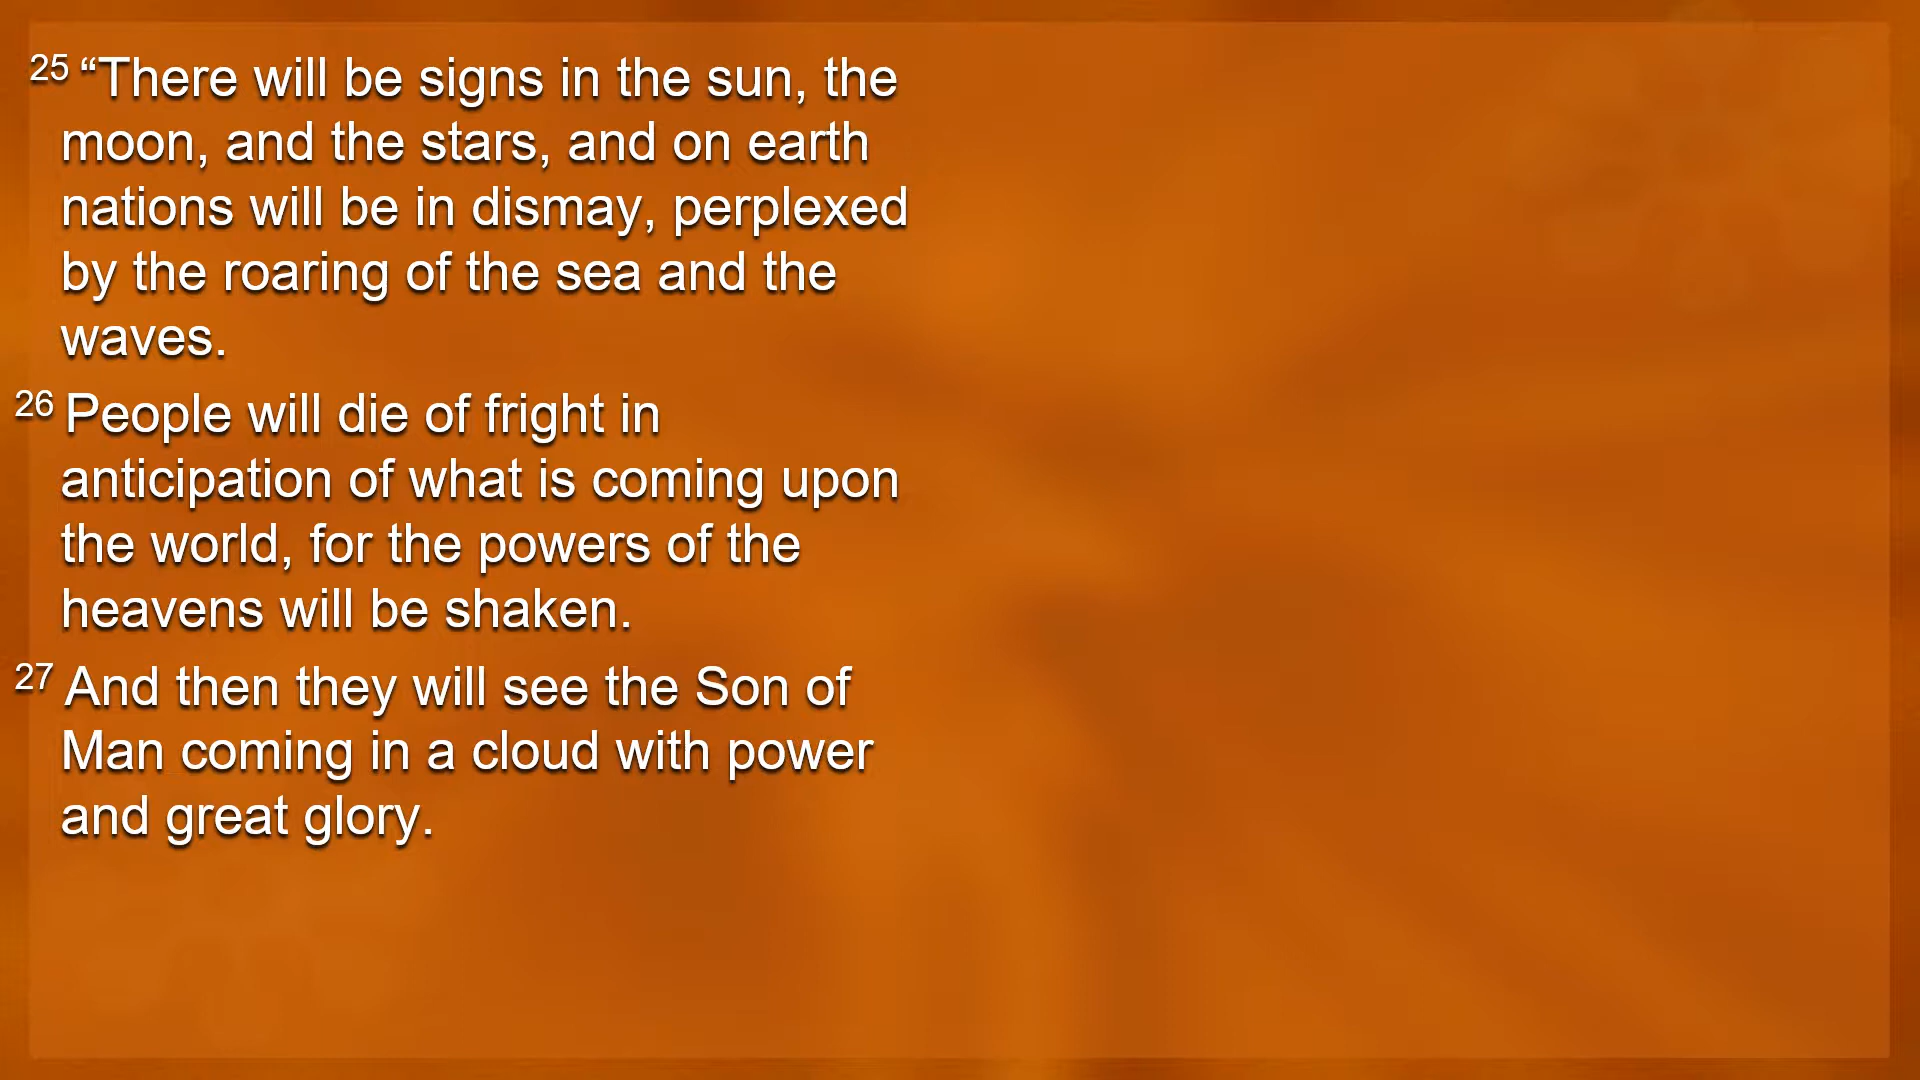 25 “There will be signs in the sun, the
moon, and the stars, and on earth
nations will be in dismay, perplexed
by the roaring of the sea and the
waves.
26 People will die of fright in
anticipation of what is coming upon
the world, for the powers of the
heavens will be shaken.
27 And then they will see the Son of
Man coming in a cloud with power
and great glory.